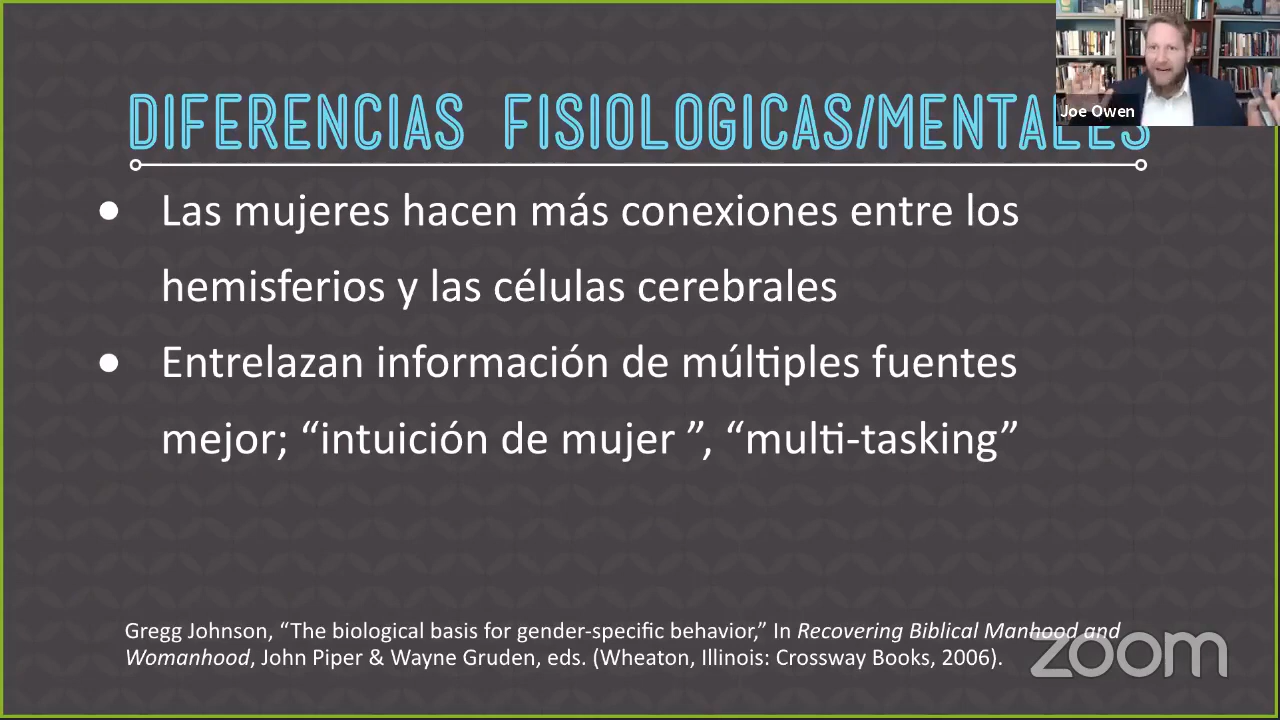 DIFERENCIAS FISIOLOGICAS/MENTALES
Joe Owen
Las mujeres hacen más conexiones entre los
hemisferios y las células cerebrales
Entrelazan información de múltiples fuentes
mejor; “intuición de mujer ”, “multi-tasking”
Gregg Johnson, “The biological basis for gender-specific behavior,” In Recovering Biblical Manhood and
Womanhood, John Piper & Wayne Gruden, eds. (Wheaton, Illinois: Crossway Books, 2006).
zoom